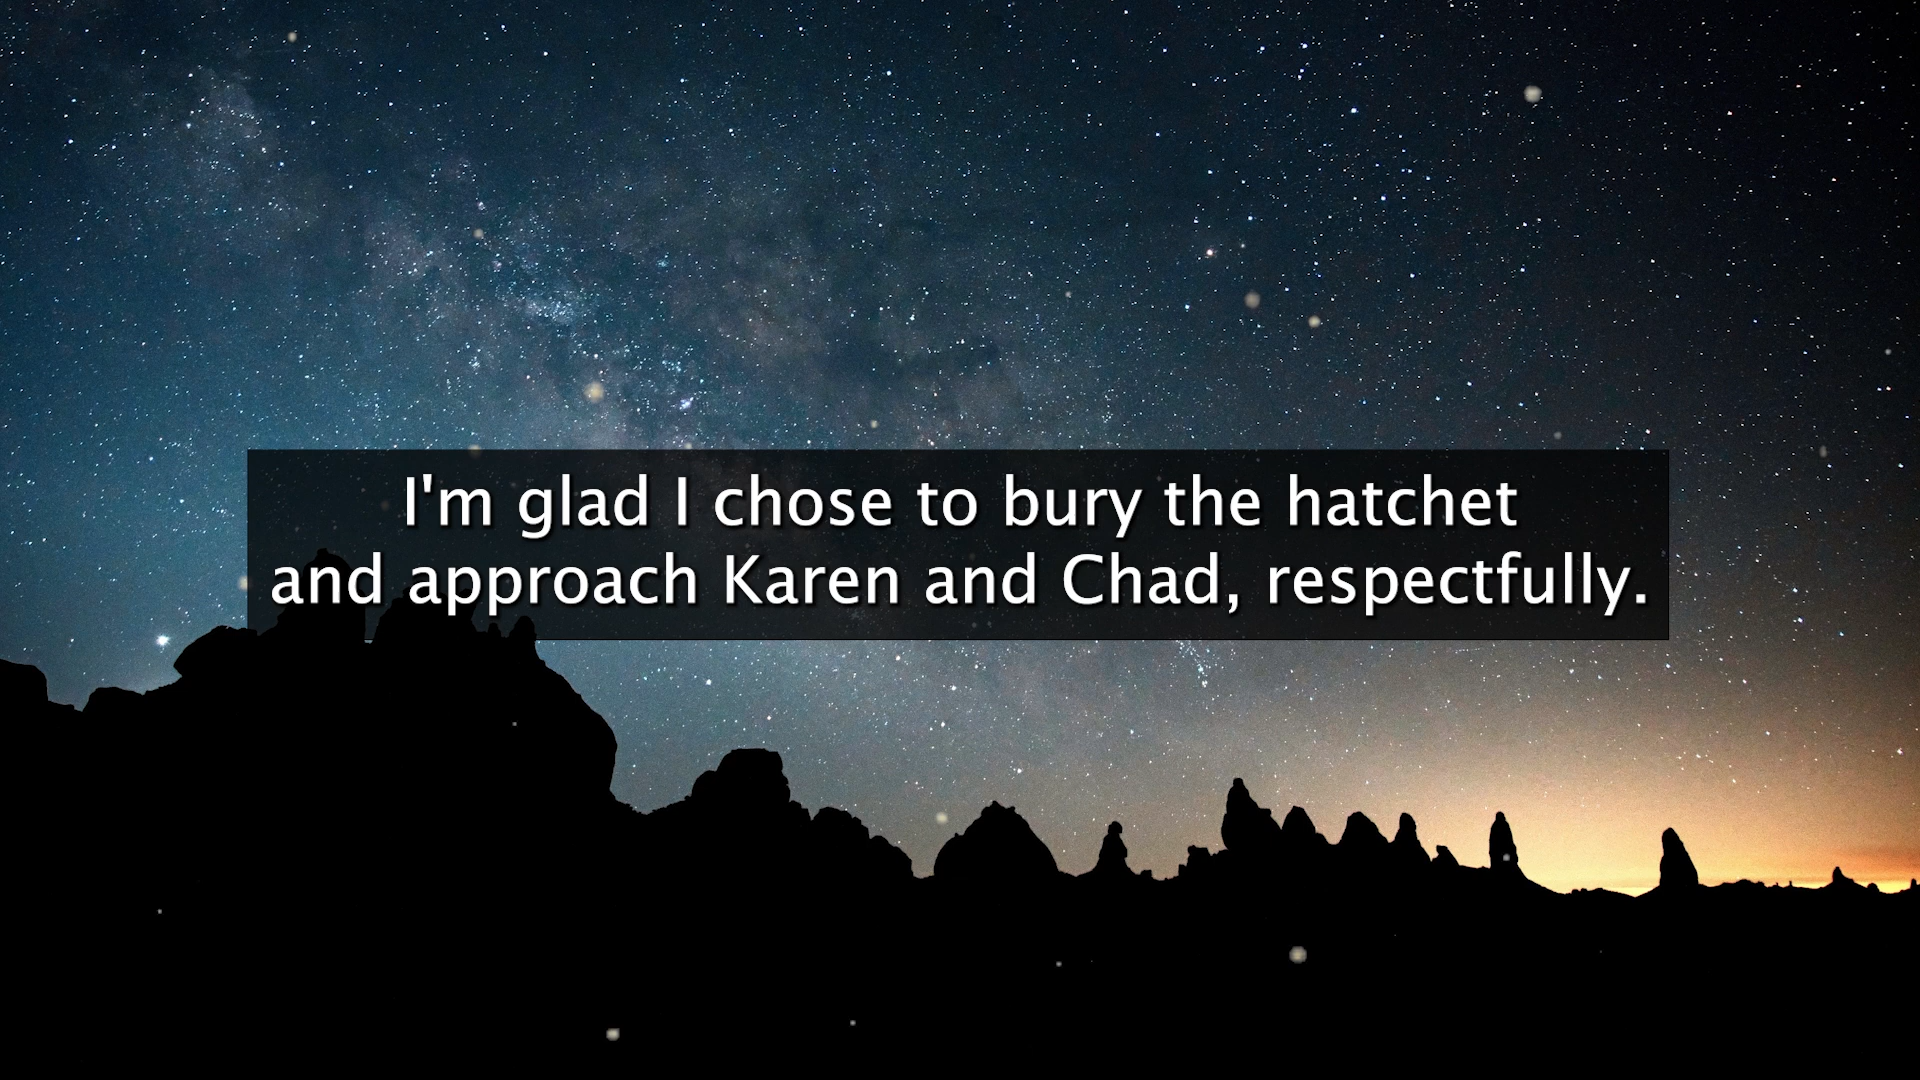 I'm glad I chose to bury the hatchet
and approach Karen and Chad, respectfully.